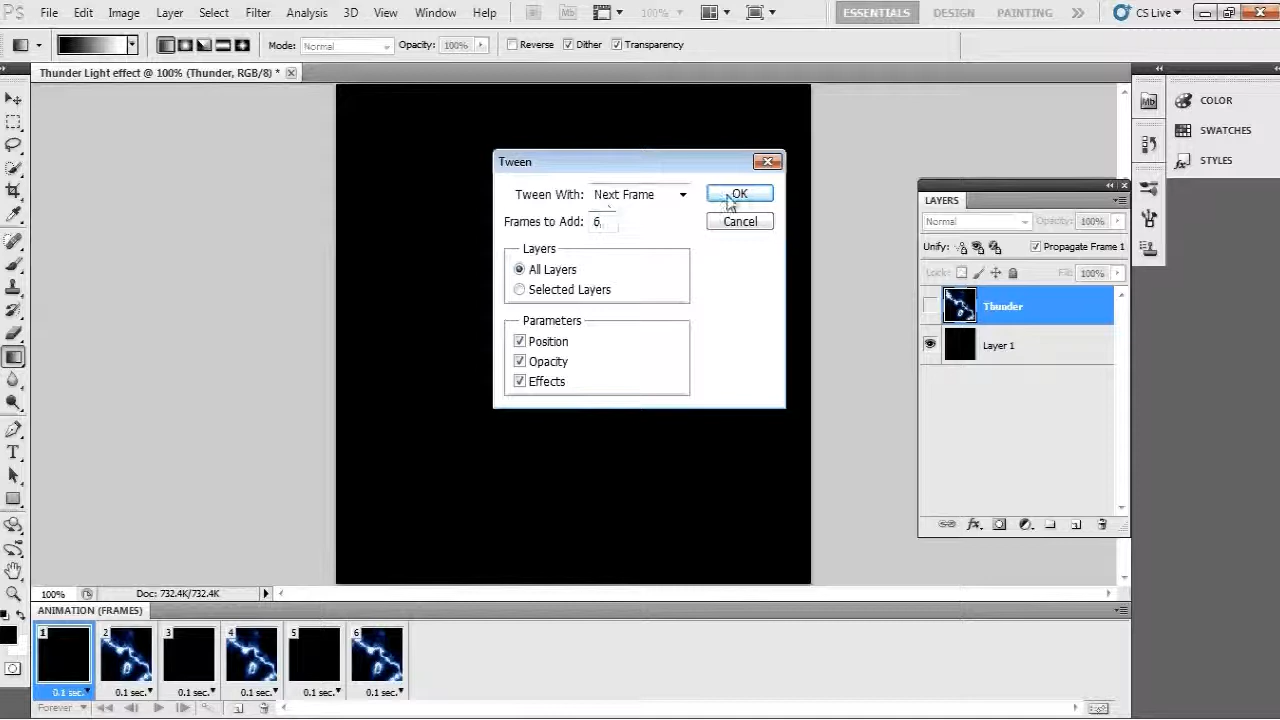 PS File Edit Image Layer Select Filter Analysis 3D View Window Help Mb 100% ESSENTIALS DESIGN PAINTING CS Live
Mode: Normal Opacity: 100% Reverse Dither Transparency
Thunder Light effect @ 100% (Thunder, RGB/8) *
Mb COLOR
SWATCHES
STYLES
Tween
Tween With: Next Frame OK
Frames to Add: 6 Cancel
Layers
All Layers
Selected Layers
Parameters
Position
Opacity
Effects
LAYERS
Normal Opacity: 100%
Unify: Propagate Frame 1
Lock: Fill: 100%
Thunder
Layer 1
T
100% Doc: 732.4K/732.4K
ANIMATION (FRAMES)
1 2 3 4 5 6
0.1 sec. 0.1 sec. 0.1 sec. 0.1 sec. 0.1 sec. 0.1 sec.
Forever